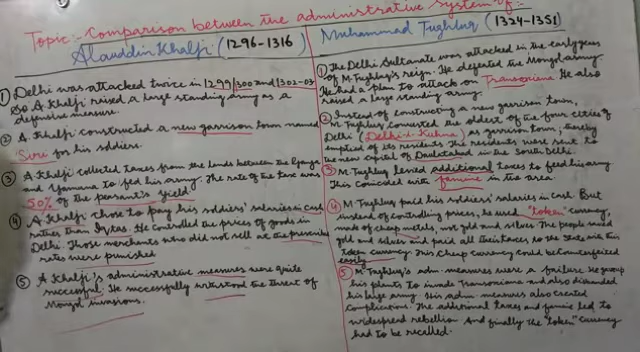 Topic:- Comparison between the administrative system of:-
Alauddin Khalji (1296-1316)
① Delhi was attacked twice in 1299/1300 and 1302-03
So A. Khalji raised a large standing army as a
defensive measure.
② A. Khalji constructed a new garrison town named
Siri for his soldiers.
③ A Khalji collected taxes from the lands between the Ganga
and Yamuna to fed his army. The rate of the tax was
50% of the peasant's yield
④ A Khalji chose to pay his soldiers' salaries in cash
rather than Iqtas. He controlled the prices of goods in
Delhi. Those merchants who did not sell at the prescribed
rates were punished
⑤ A Khalji's administrative measures were quite
successful. He successfully withstood the threat of
Mongol invasions.
Muhammad Tughluq (1324-1351)
① The Delhi Sultanate was attacked in the early years
of M. Tughluq's reign. He defeated the Mongol army
He had a plan to attack on Transoxiana. He also
raised a large standing army.
② Instead of constructing a new garrison town,
M Tughluq converted the oldest of the four cities of
Delhi (Delhi-i-Kuhna) as garrison town, thereby
emptied of its residents. The residents were sent to
the new capital of Daulatabad in the South Delhi.
③ M Tughluq levied additional taxes to feed his army
This coincided with famine in the area.
④ M Tughluq paid his soldiers' salaries in cash. But
instead of controlling prices, he used "token" currency,
made of cheap metals, not gold and silver. The people saved
gold and silver and paid all their taxes to the state with this
token currency. This cheap currency could be counterfeited
easily
⑤ M Tughluq's adm. measures were a failure. He gave up
his plans to invade Transoxiana and also disbanded
his large army. His adm measures also created
complications. The additional taxes and famine led to
widespread rebellion And finally the "token" currency
had to be recalled.